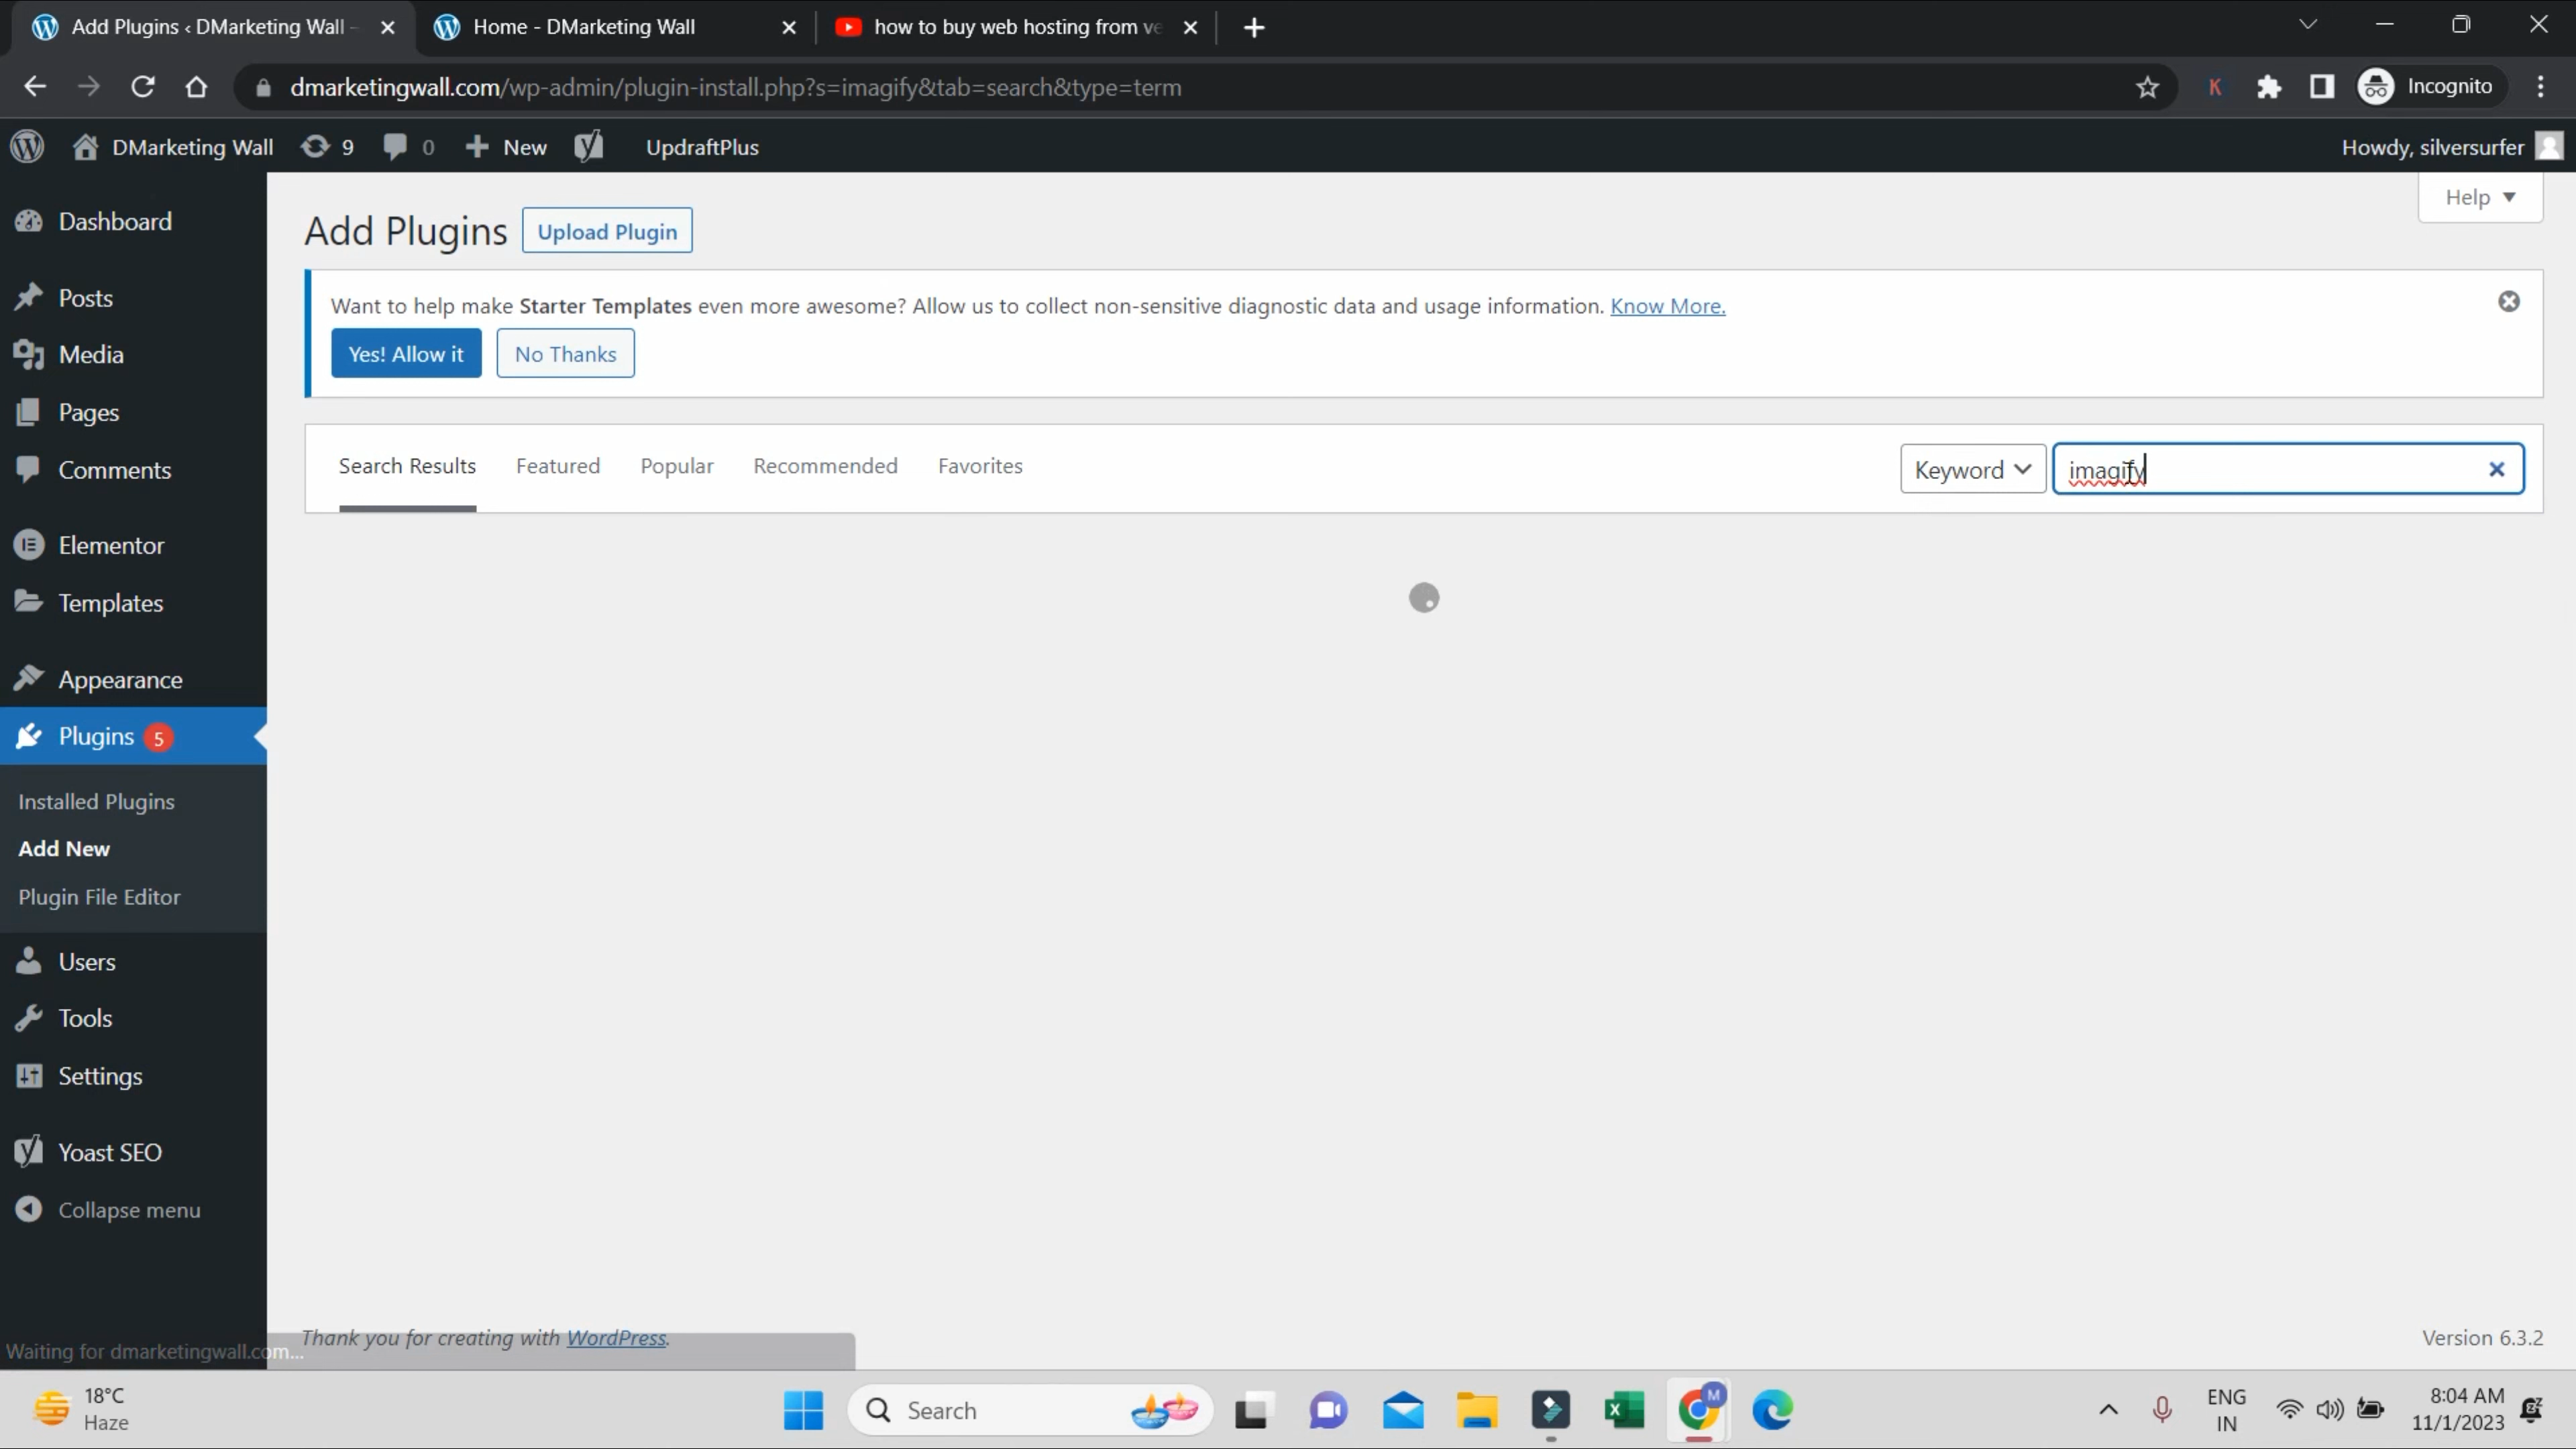 Add Plugins ‹ DMarketing Wall –
Home - DMarketing Wall
how to buy web hosting from ve
dmarketingwall.com/wp-admin/plugin-install.php?s=imagify&tab=search&type=term
K
Incognito
DMarketing Wall
9
0
New
UpdraftPlus
Howdy, silversurfer
Dashboard
Posts
Media
Pages
Comments
Elementor
Templates
Appearance
Plugins 5
Installed Plugins
Add New
Plugin File Editor
Users
Tools
Settings
Yoast SEO
Collapse menu
Help
Add Plugins
Upload Plugin
Want to help make Starter Templates even more awesome? Allow us to collect non-sensitive diagnostic data and usage information. Know More.
Yes! Allow it
No Thanks
Search Results
Featured
Popular
Recommended
Favorites
Keyword
imagify
Thank you for creating with WordPress.
Version 6.3.2
Waiting for dmarketingwall.com...
18°C
Haze
Search
M
ENG
IN
8:04 AM
11/1/2023